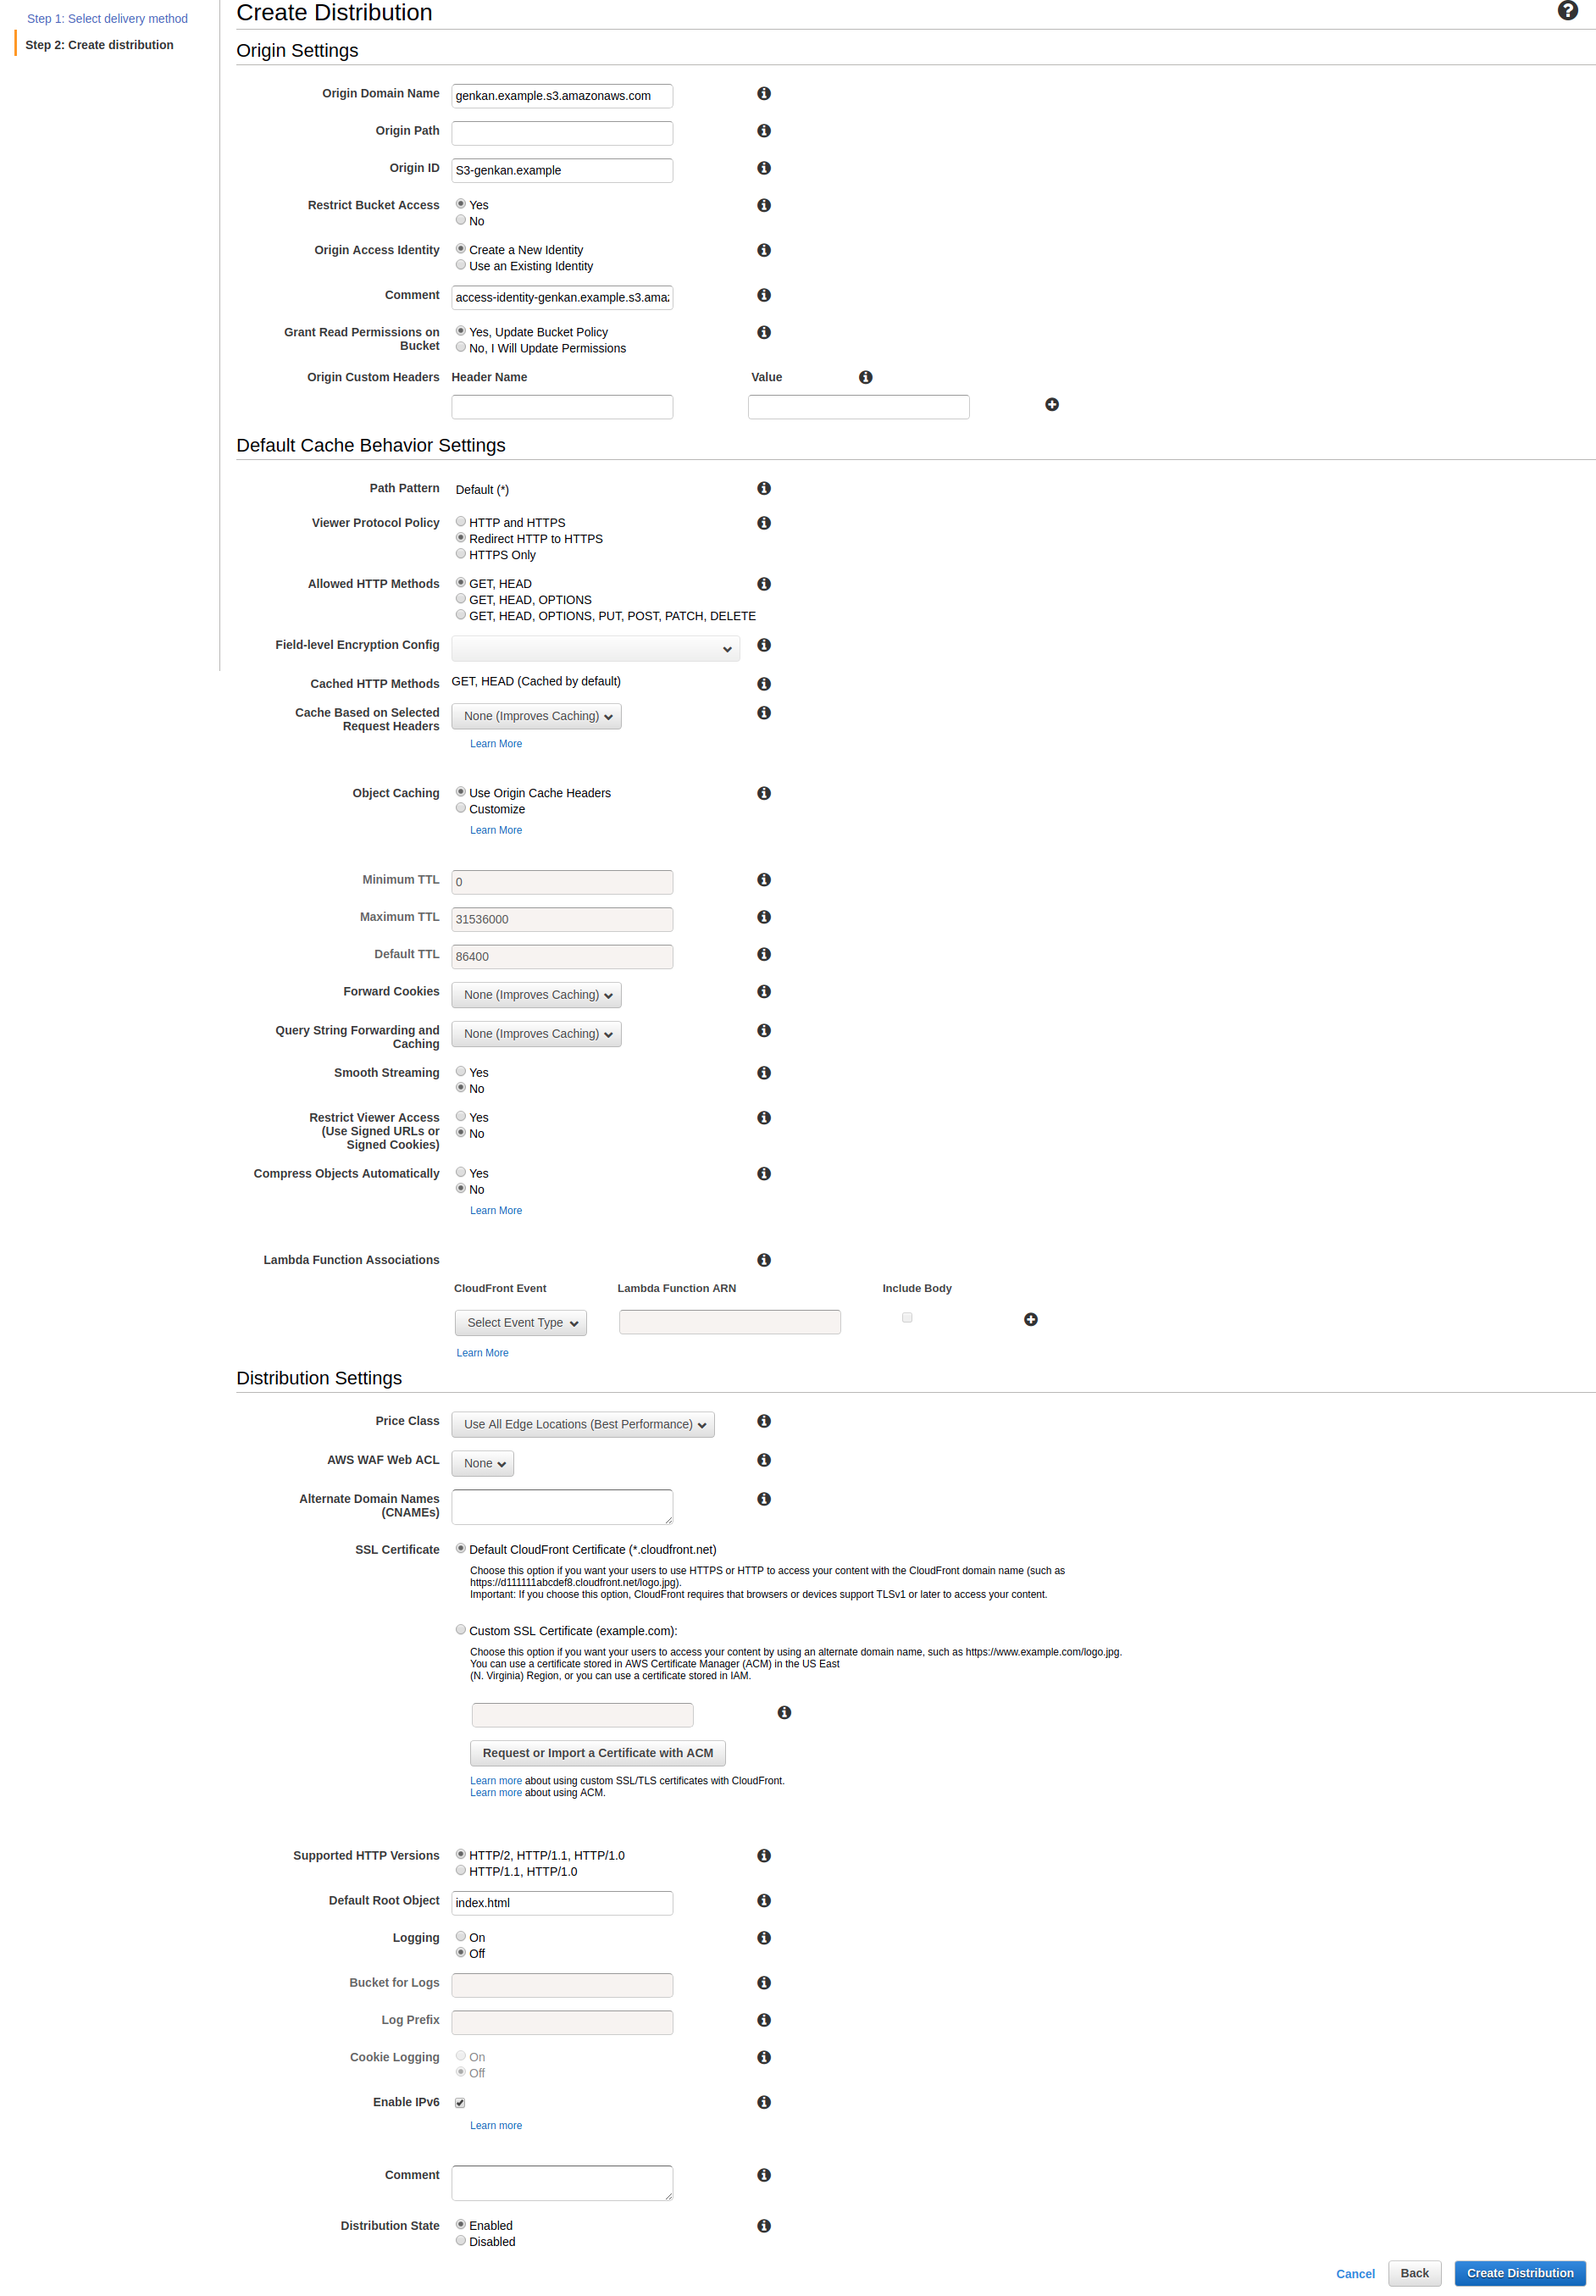 Step 1: Select delivery method
Step 2: Create distribution
Create Distribution
Origin Settings
Origin Domain Name
genkan.example.s3.amazonaws.com
Origin Path
Origin ID
S3-genkan.example
Restrict Bucket Access
Yes
No
Origin Access Identity
Create a New Identity
Use an Existing Identity
Comment
access-identity-genkan.example.s3.ama
Grant Read Permissions on
Bucket
Yes, Update Bucket Policy
No, I Will Update Permissions
Origin Custom Headers
Header Name
Value
Default Cache Behavior Settings
Path Pattern
Default (*)
Viewer Protocol Policy
HTTP and HTTPS
Redirect HTTP to HTTPS
HTTPS Only
Allowed HTTP Methods
GET, HEAD
GET, HEAD, OPTIONS
GET, HEAD, OPTIONS, PUT, POST, PATCH, DELETE
Field-level Encryption Config
Cached HTTP Methods
GET, HEAD (Cached by default)
Cache Based on Selected
Request Headers
None (Improves Caching)
Learn More
Object Caching
Use Origin Cache Headers
Customize
Learn More
Minimum TTL
0
Maximum TTL
31536000
Default TTL
86400
Forward Cookies
None (Improves Caching)
Query String Forwarding and
Caching
None (Improves Caching)
Smooth Streaming
Yes
No
Restrict Viewer Access
(Use Signed URLs or
Signed Cookies)
Yes
No
Compress Objects Automatically
Yes
No
Learn More
Lambda Function Associations
CloudFront Event
Lambda Function ARN
Include Body
Select Event Type
Learn More
Distribution Settings
Price Class
Use All Edge Locations (Best Performance)
AWS WAF Web ACL
None
Alternate Domain Names
(CNAMEs)
SSL Certificate
Default CloudFront Certificate (*.cloudfront.net)
Choose this option if you want your users to use HTTPS or HTTP to access your content with the CloudFront domain name (such as
https://d111111abcdef8.cloudfront.net/logo.jpg).
Important: If you choose this option, CloudFront requires that browsers or devices support TLSv1 or later to access your content.
Custom SSL Certificate (example.com):
Choose this option if you want your users to access your content by using an alternate domain name, such as https://www.example.com/logo.jpg.
You can use a certificate stored in AWS Certificate Manager (ACM) in the US East
(N. Virginia) Region, or you can use a certificate stored in IAM.
Request or Import a Certificate with ACM
Learn more about using custom SSL/TLS certificates with CloudFront.
Learn more about using ACM.
Supported HTTP Versions
HTTP/2, HTTP/1.1, HTTP/1.0
HTTP/1.1, HTTP/1.0
Default Root Object
index.html
Logging
On
Off
Bucket for Logs
Log Prefix
Cookie Logging
On
Off
Enable IPv6
Learn more
Comment
Distribution State
Enabled
Disabled
Cancel
Back
Create Distribution